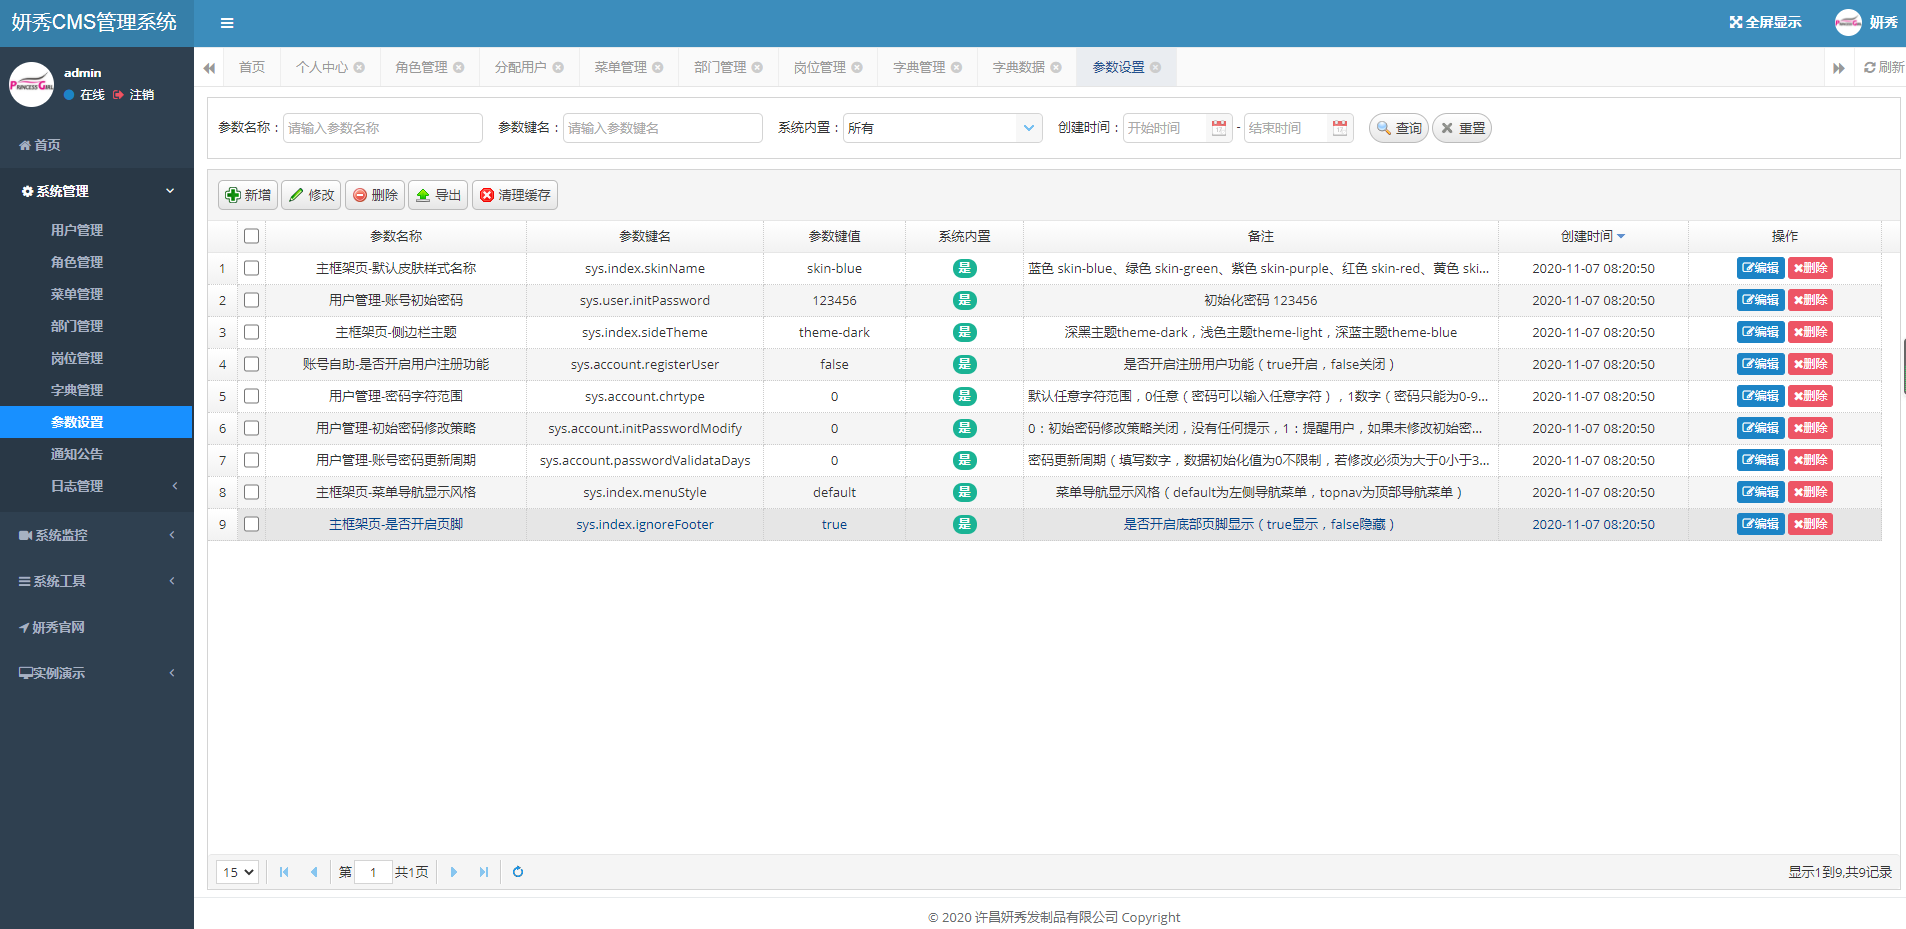 妍秀CMS管理系统
全屏显示
妍秀
admin
在线 注销
首页
系统管理
用户管理
角色管理
菜单管理
部门管理
岗位管理
字典管理
参数设置
通知公告
日志管理
系统监控
系统工具
妍秀官网
实例演示
首页 个人中心 角色管理 分配用户 菜单管理 部门管理 岗位管理 字典管理 字典数据 参数设置 刷新
参数名称： 请输入参数名称 参数键名： 请输入参数键名 系统内置： 所有 创建时间： 开始时间 - 结束时间 查询 重置
新增 修改 删除 导出 清理缓存
参数名称 参数键名 参数键值 系统内置 备注 创建时间 操作
1 主框架页-默认皮肤样式名称 sys.index.skinName skin-blue 是 蓝色 skin-blue、绿色 skin-green、紫色 skin-purple、红色 skin-red、黄色 ski... 2020-11-07 08:20:50 编辑 删除
2 用户管理-账号初始密码 sys.user.initPassword 123456 是 初始化密码 123456 2020-11-07 08:20:50 编辑 删除
3 主框架页-侧边栏主题 sys.index.sideTheme theme-dark 是 深黑主题theme-dark，浅色主题theme-light，深蓝主题theme-blue 2020-11-07 08:20:50 编辑 删除
4 账号自助-是否开启用户注册功能 sys.account.registerUser false 是 是否开启注册用户功能（true开启，false关闭） 2020-11-07 08:20:50 编辑 删除
5 用户管理-密码字符范围 sys.account.chrtype 0 是 默认任意字符范围，0任意（密码可以输入任意字符），1数字（密码只能为0-9... 2020-11-07 08:20:50 编辑 删除
6 用户管理-初始密码修改策略 sys.account.initPasswordModify 0 是 0：初始密码修改策略关闭，没有任何提示，1：提醒用户，如果未修改初始密... 2020-11-07 08:20:50 编辑 删除
7 用户管理-账号密码更新周期 sys.account.passwordValidataDays 0 是 密码更新周期（填写数字，数据初始化值为0不限制，若修改必须为大于0小于3... 2020-11-07 08:20:50 编辑 删除
8 主框架页-菜单导航显示风格 sys.index.menuStyle default 是 菜单导航显示风格（default为左侧导航菜单，topnav为顶部导航菜单） 2020-11-07 08:20:50 编辑 删除
9 主框架页-是否开启页脚 sys.index.ignoreFooter true 是 是否开启底部页脚显示（true显示，false隐藏） 2020-11-07 08:20:50 编辑 删除
15 第 1 共1页 显示1到9,共9记录
© 2020 许昌妍秀发制品有限公司 Copyright